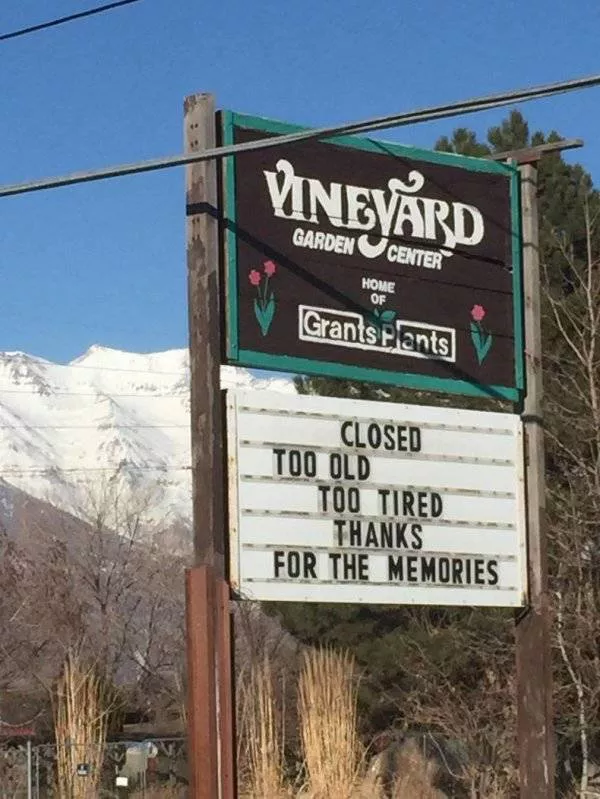 VINEYARD
GARDEN CENTER
HOME
OF
Grants Plants
CLOSED
TOO OLD
TOO TIRED
THANKS
FOR THE MEMORIES